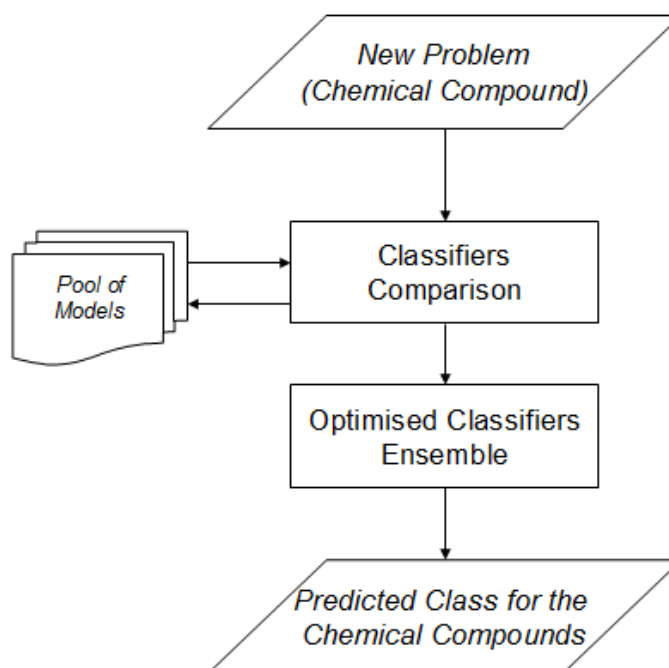 New Problem
(Chemical Compound)
Classifiers
Comparison
Pool of
Models
Optimised Classifiers
Ensemble
Predicted Class for the
Chemical Compounds